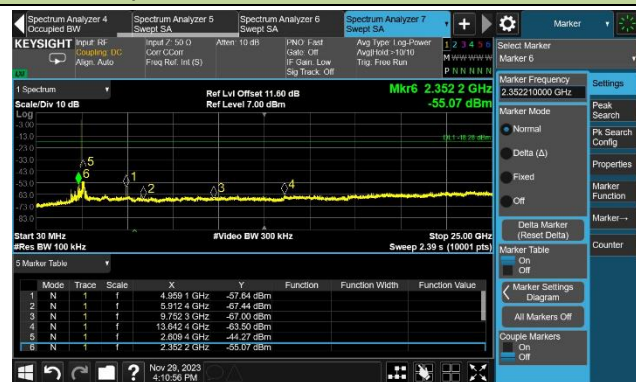 Spectrum Analyzer 4
Occupied BW
Spectrum Analyzer 5
Swept SA
Spectrum Analyzer 6
Swept SA
Spectrum Analyzer 7
Swept SA
Marker
KEYSIGHT
Input: RF
Coupling: DC
Align: Auto
Input Z: 50 Ω
Corr CCorr
Freq Ref: Int (S)
Atten: 10 dB
PNO: Fast
Gate: Off
IF Gain: Low
Sig Track: Off
Avg Type: Log-Power
Avg|Hold:>10/10
Trig: Free Run
1 2 3 4 5 6
M W W W W W
P N N N N N
Select Marker
Marker 6
1 Spectrum
Scale/Div 10 dB
Ref Lvl Offset 11.60 dB
Ref Level 7.00 dBm
Mkr6 2.352 2 GHz
-55.07 dBm
Log
-3.00
-13.0
-23.0
-33.0
-43.0
-53.0
-63.0
-73.0
-83.0
DL1 -18.28 dBm
5
6
1
2
3
4
Start 30 MHz
#Res BW 100 kHz
#Video BW 300 kHz
Stop 25.00 GHz
Sweep 2.39 s (10001 pts)
5 Marker Table
Mode Trace Scale X Y Function Function Width Function Value
1 N 1 f 4.959 1 GHz -57.64 dBm
2 N 1 f 5.912 4 GHz -67.44 dBm
3 N 1 f 9.752 3 GHz -67.00 dBm
4 N 1 f 13.642 4 GHz -63.50 dBm
5 N 1 f 2.609 4 GHz -44.27 dBm
6 N 1 f 2.352 2 GHz -55.07 dBm
Marker Frequency
2.352210000 GHz
Marker Mode
Normal
Delta (Δ)
Fixed
Off
Delta Marker
(Reset Delta)
Marker Table
On
Off
Marker Settings
Diagram
All Markers Off
Couple Markers
On
Off
Settings
Peak
Search
Pk Search
Config
Properties
Marker
Function
Marker→
Counter
?
Nov 29, 2023
4:10:56 PM